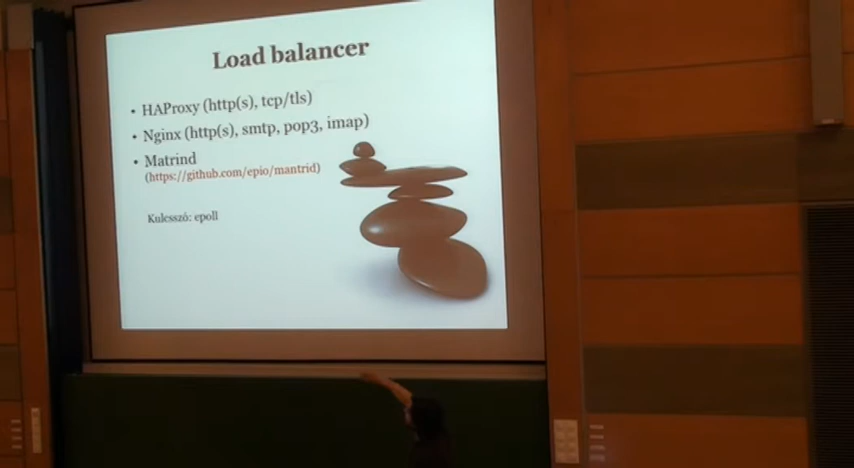 Load balancer
• HAProxy (http(s), tcp/tls)
• Nginx (http(s), smtp, pop3, imap)
• Matrind
(https://github.com/epio/mantrid)
Kulcsszó: epoll